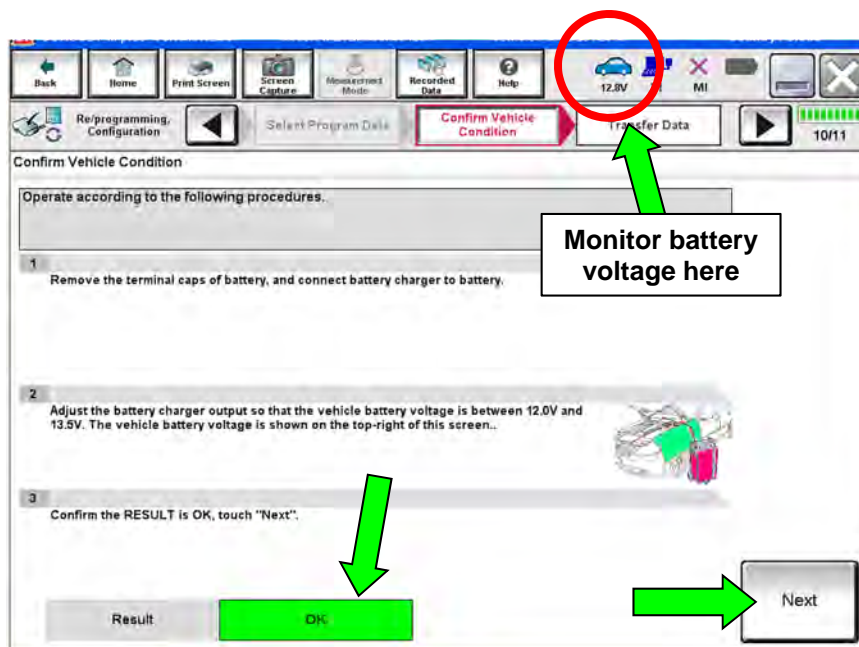 Back
Home
Print Screen
Screen
Capture
Measurement
Mode
Recorded
Data
Help
12.8V
MI
Re/programming,
Configuration
Select Program Data
Confirm Vehicle
Condition
Transfer Data
10/11
Confirm Vehicle Condition
Operate according to the following procedures.
Monitor battery
voltage here
1
Remove the terminal caps of battery, and connect battery charger to battery.
2
Adjust the battery charger output so that the vehicle battery voltage is between 12.0V and
13.5V. The vehicle battery voltage is shown on the top-right of this screen..
3
Confirm the RESULT is OK, touch "Next".
Result
OK
Next